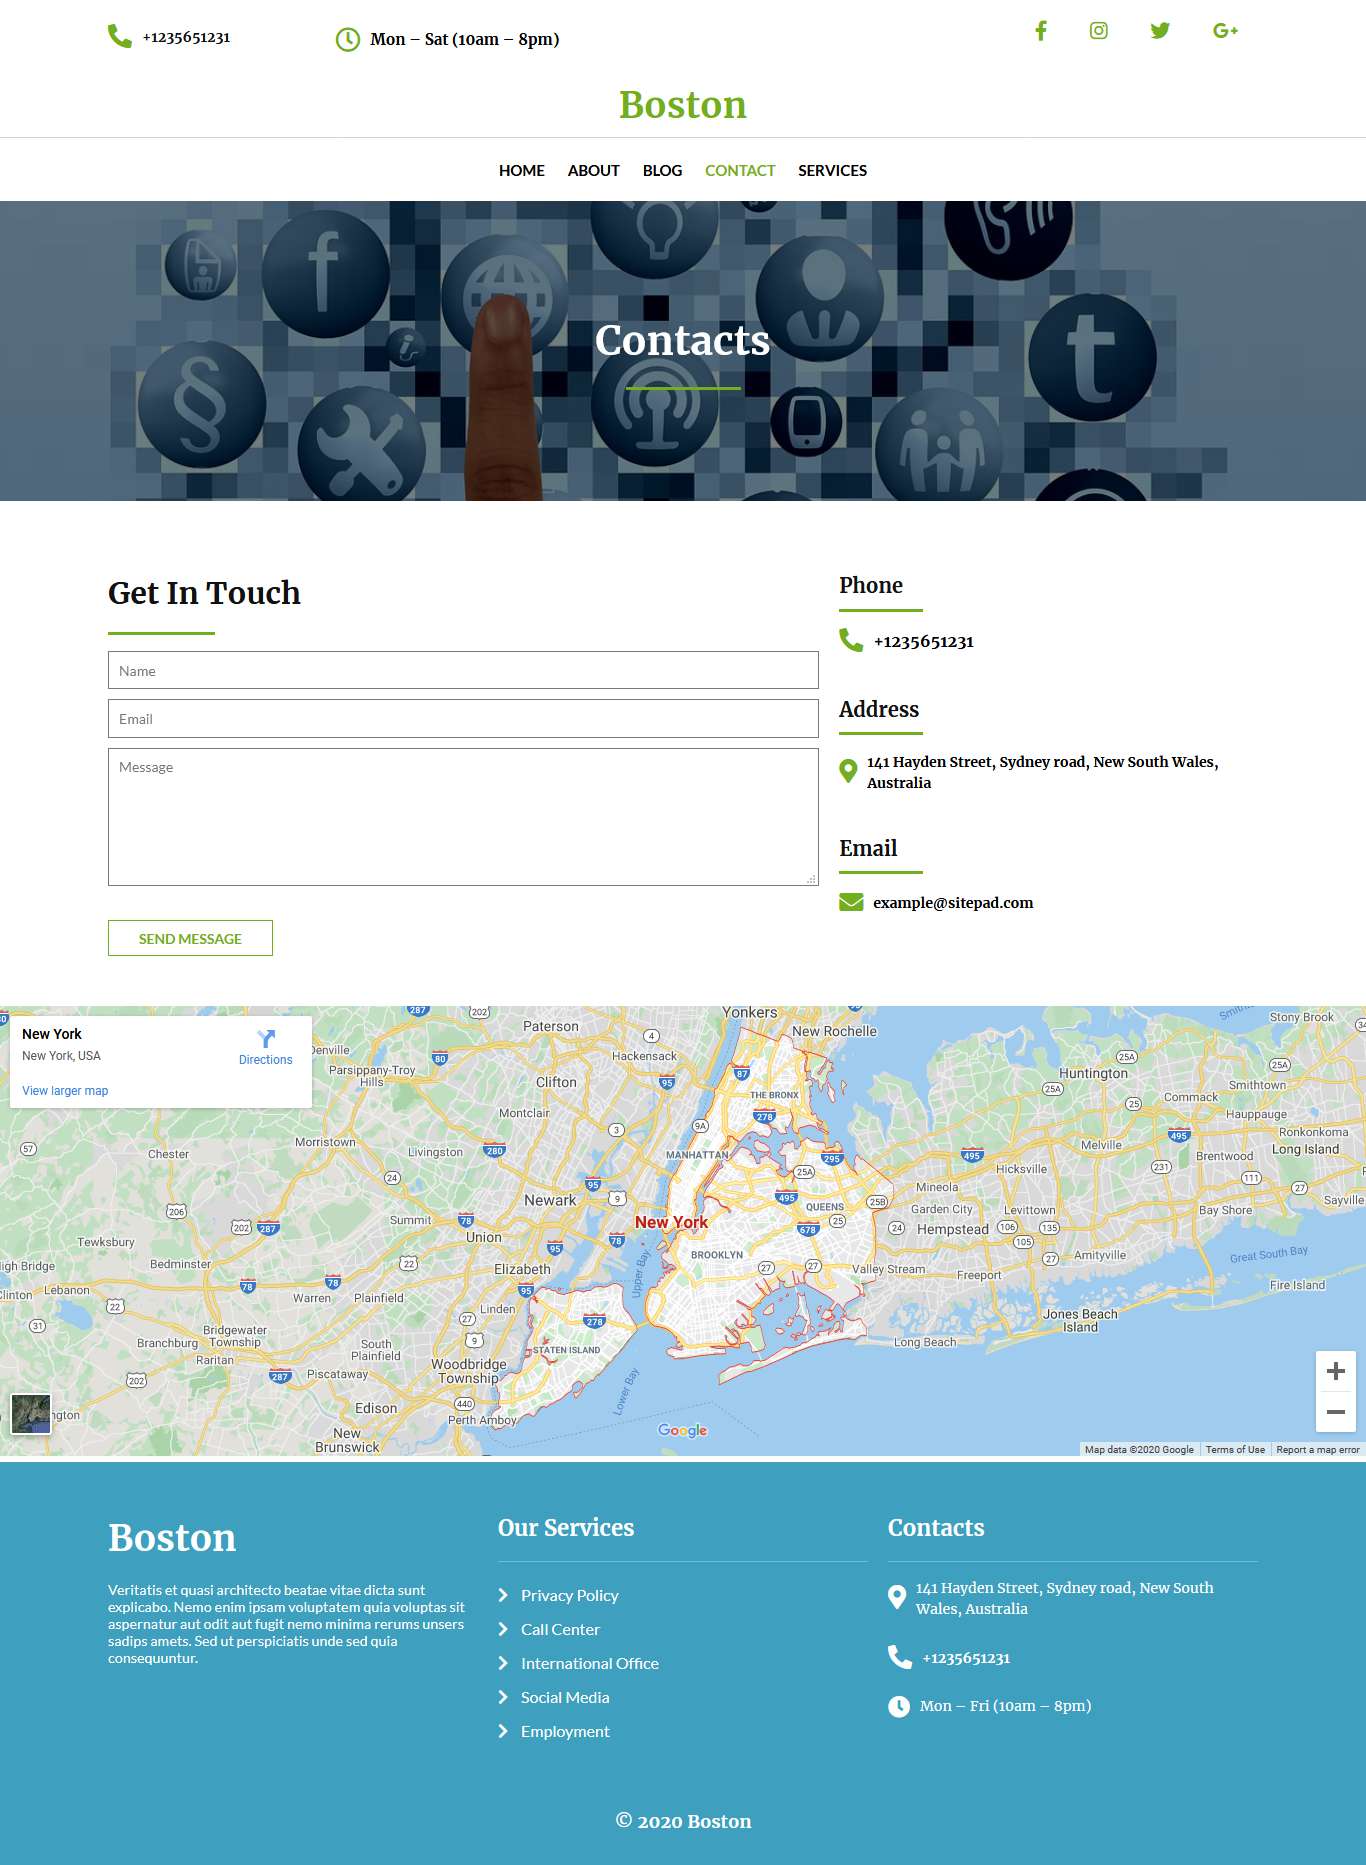 +1235651231
Mon – Sat (10am – 8pm)
Boston
HOME ABOUT BLOG CONTACT SERVICES
Contacts
Get In Touch
Name
Email
Message
SEND MESSAGE
Phone
+1235651231
Address
141 Hayden Street, Sydney road, New South Wales,
Australia
Email
example@sitepad.com
New York
New York, USA
Directions
View larger map
Paterson
Yonkers
New Rochelle
Stony Brook
Hackensack
Denville
Parsippany-Troy
Hills
Clifton
Huntington
Smithtown
Commack
Hauppauge
THE BRONX
Montclair
Ronkonkoma
Morristown
Livingston
MANHATTAN
Melville
Long Island
Chester
Brentwood
Hicksville
Mineola
Newark
QUEENS
Garden City
Levittown
Bay Shore
Sayville
Summit
New York
Hempstead
Union
Tewksbury
BROOKLYN
Great South Bay
Amityville
Bedminster
Elizabeth
Upper Bay
Valley Stream
Freeport
Fire Island
Lebanon
Warren
Plainfield
Linden
Jones Beach
Island
Bridgewater
Township
Branchburg
South
Plainfield
STATEN ISLAND
Long Beach
Raritan
Woodbridge
Township
Piscataway
Lower Bay
Edison
Perth Amboy
New
Brunswick
Google
Map data ©2020 Google
Terms of Use
Report a map error
Boston
Veritatis et quasi architecto beatae vitae dicta sunt
explicabo. Nemo enim ipsam voluptatem quia voluptas sit
aspernatur aut odit aut fugit nemo minima rerums unsers
sadips amets. Sed ut perspiciatis unde sed quia
consequuntur.
Our Services
Privacy Policy
Call Center
International Office
Social Media
Employment
Contacts
141 Hayden Street, Sydney road, New South
Wales, Australia
+1235651231
Mon – Fri (10am – 8pm)
© 2020 Boston